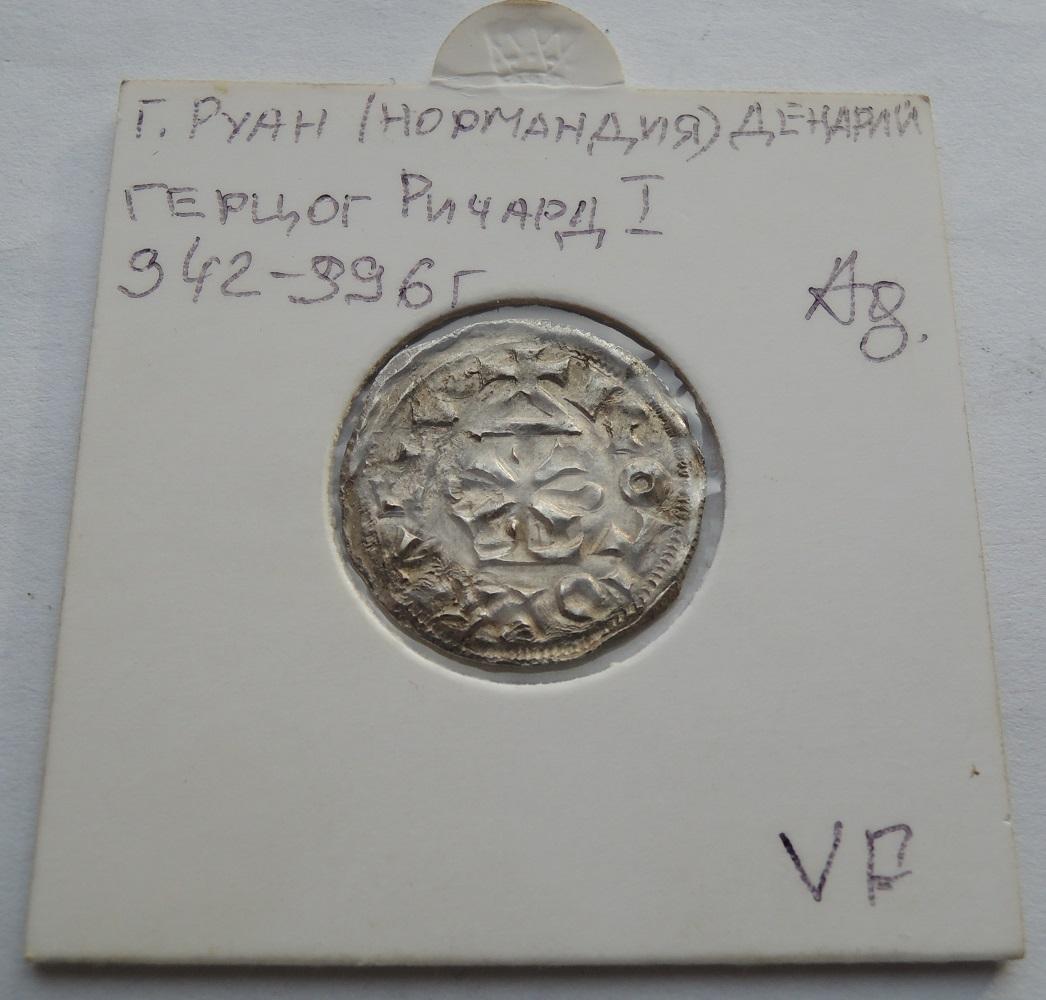 Г. РУАН (НОРМАНДИЯ) ДЕНАРИЙ
ГЕРЦОГ РИЧАРД I
942-996г
Ag.
VF